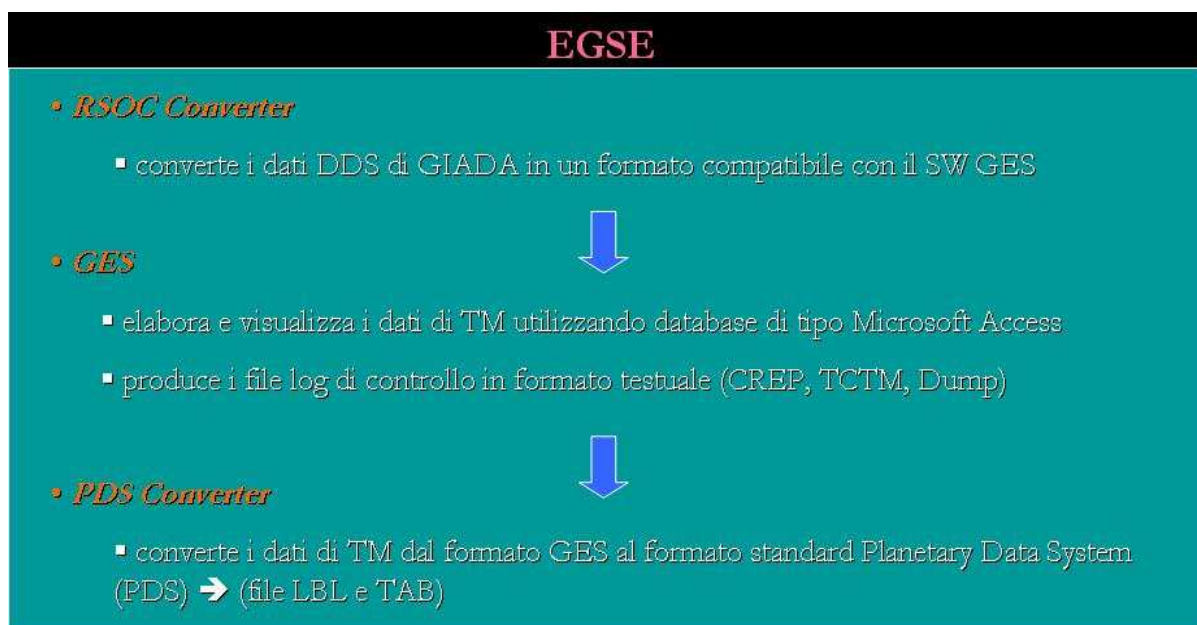 EGSE
• RSOC Converter
▪ converte i dati DDS di GIADA in un formato compatibile con il SW GES
• GES
▪ elabora e visualizza i dati di TM utilizzando database di tipo Microsoft Access
▪ produce i file log di controllo in formato testuale (CREP, TCTM, Dump)
• PDS Converter
▪ converte i dati di TM dal formato GES al formato standard Planetary Data System
(PDS) ➔ (file LBL e TAB)